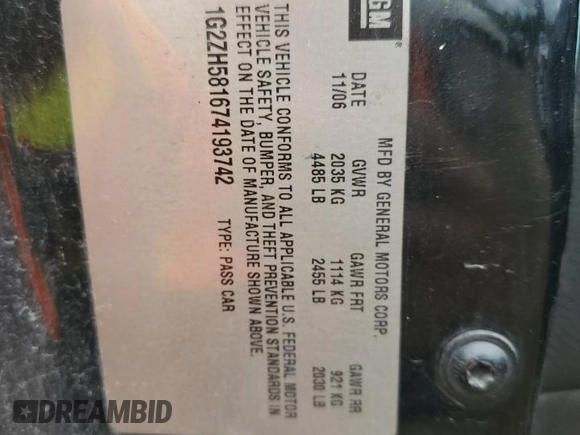 GM®
MFD BY GENERAL MOTORS CORP.
DATE GVWR GAWR FRT GAWR RR
11/06 2035 KG 1114 KG 921 KG
4485 LB 2455 LB 2030 LB
THIS VEHICLE CONFORMS TO ALL APPLICABLE U.S. FEDERAL MOTOR
VEHICLE SAFETY, BUMPER, AND THEFT PREVENTION STANDARDS IN
EFFECT ON THE DATE OF MANUFACTURE SHOWN ABOVE.
1G2ZH581674193742 TYPE: PASS CAR
DREAMBID